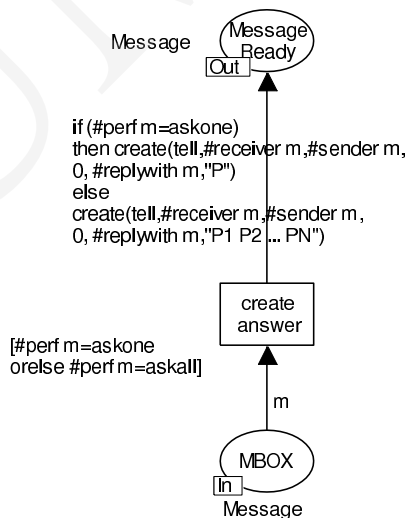 Message
Message
Ready
Out
if (#perf m=askone)
then create(tell,#receiver m,#sender m,
0, #replywith m,"P")
else
create(tell,#receiver m,#sender m,
0, #replywith m,"P1 P2 ... PN")
create
answer
[#perf m=askone
orelse #perf m=askall]
m
MBOX
In
Message